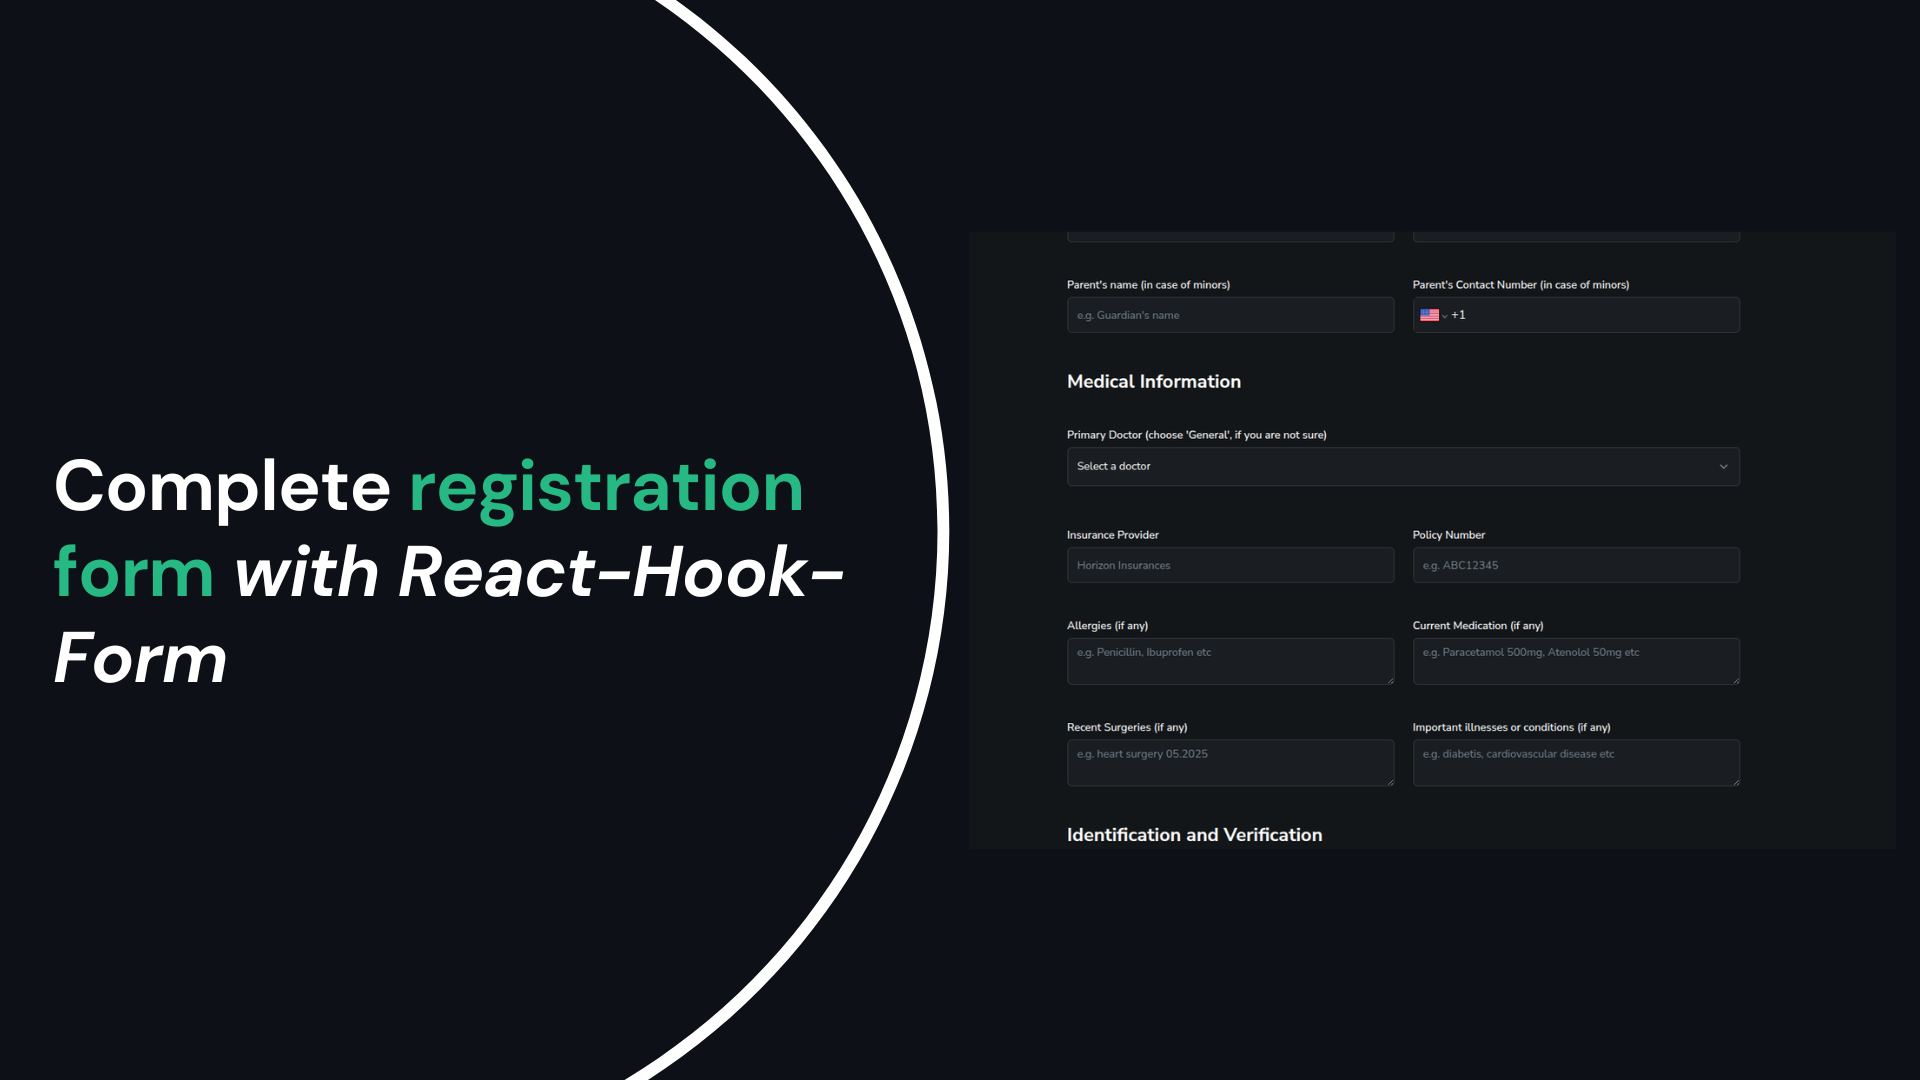 Complete registration
form with React-Hook-
Form
Parent's name (in case of minors)
Parent's Contact Number (in case of minors)
e.g. Guardian's name
+1
Medical Information
Primary Doctor (choose 'General', if you are not sure)
Select a doctor
Insurance Provider
Policy Number
Horizon Insurances
e.g. ABC12345
Allergies (if any)
Current Medication (if any)
e.g. Penicillin, Ibuprofen etc
e.g. Paracetamol 500mg, Atenolol 50mg etc
Recent Surgeries (if any)
Important illnesses or conditions (if any)
e.g. heart surgery 05.2025
e.g. diabetis, cardiovascular disease etc
Identification and Verification